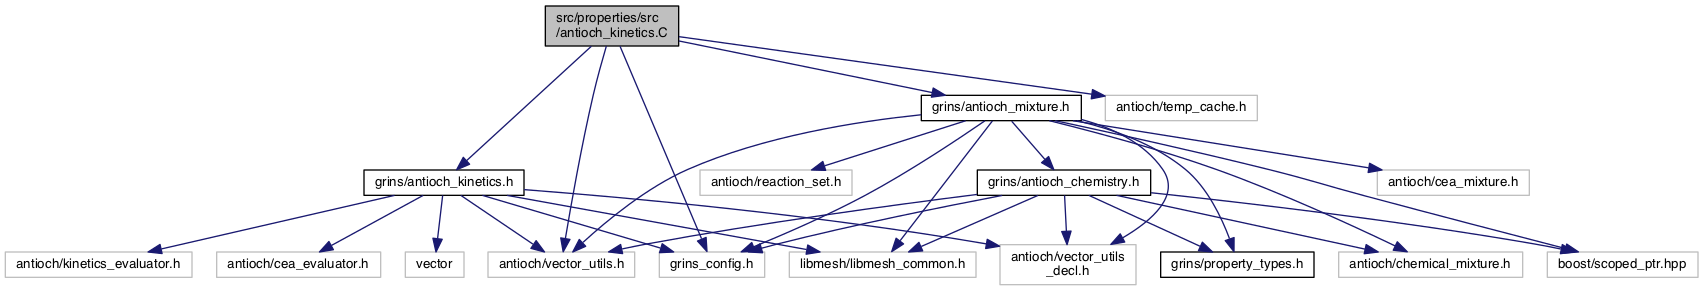 src/properties/src
/antioch_kinetics.C
grins/antioch_mixture.h
antioch/temp_cache.h
grins/antioch_kinetics.h
antioch/reaction_set.h
grins/antioch_chemistry.h
antioch/cea_mixture.h
antioch/kinetics_evaluator.h
antioch/cea_evaluator.h
vector
antioch/vector_utils.h
grins_config.h
libmesh/libmesh_common.h
antioch/vector_utils
_decl.h
grins/property_types.h
antioch/chemical_mixture.h
boost/scoped_ptr.hpp